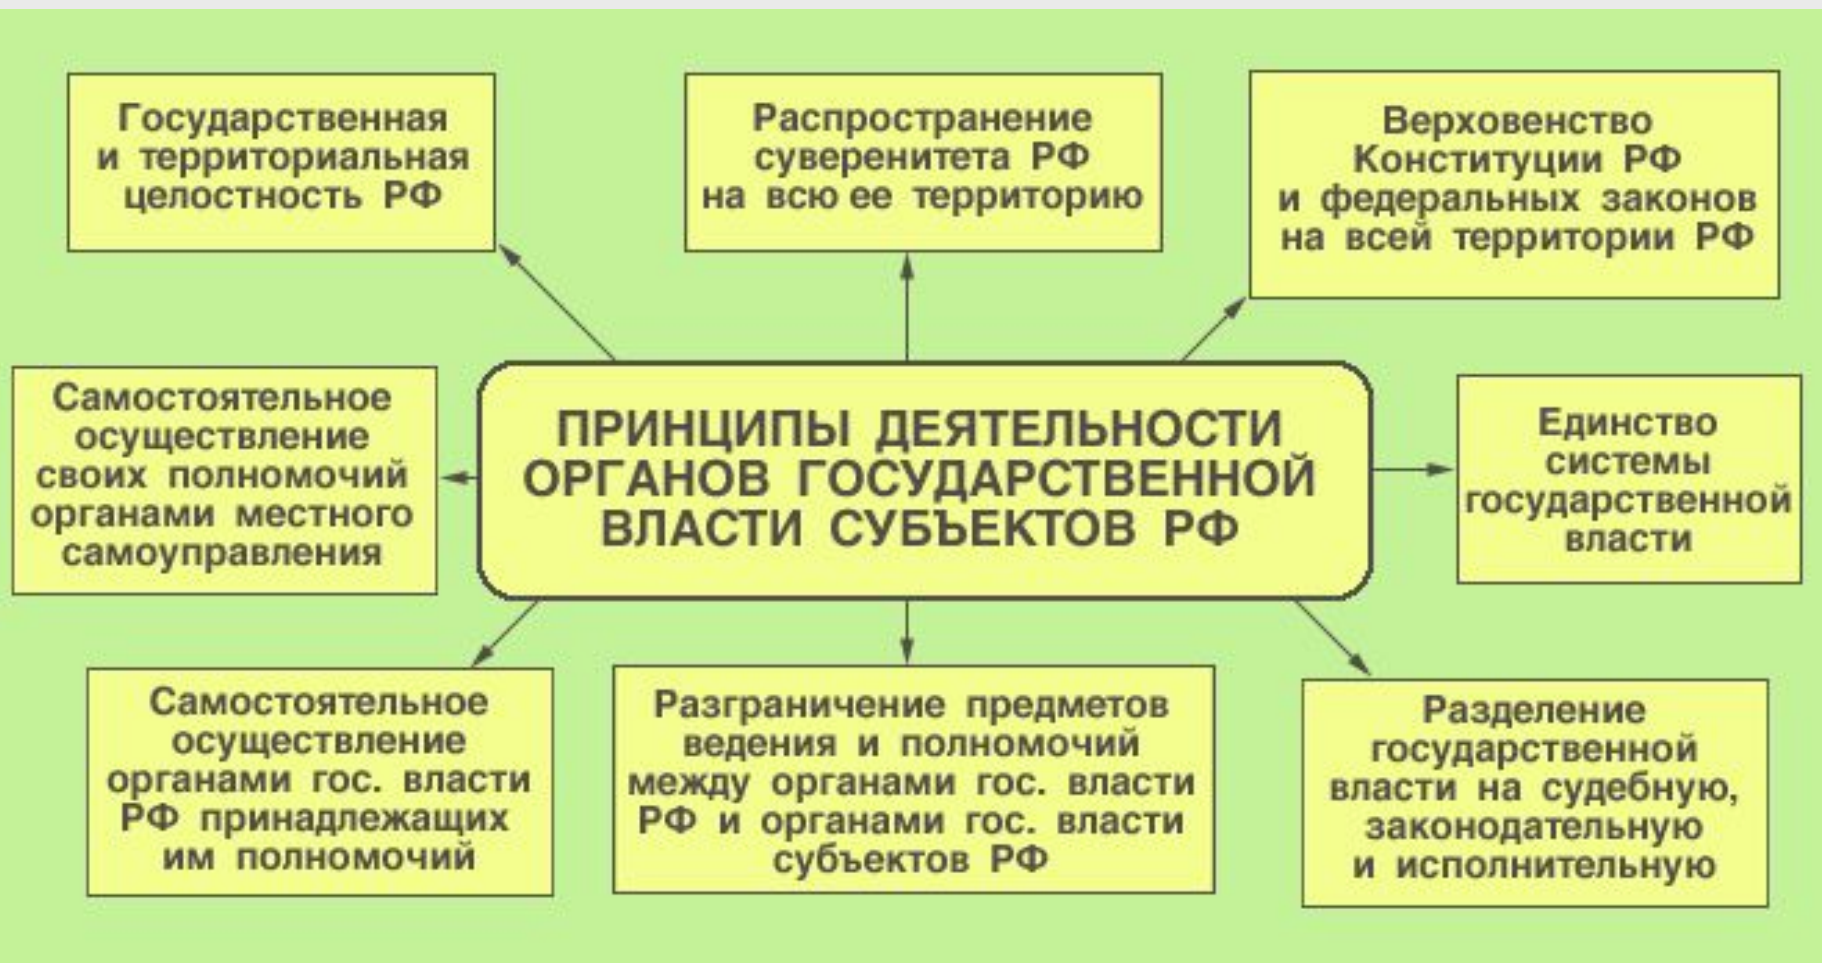 Государственная
и территориальная
целостность РФ
Распространение
суверенитета РФ
на всю ее территорию
Верховенство
Конституции РФ
и федеральных законов
на всей территории РФ
Самостоятельное
осуществление
своих полномочий
органами местного
самоуправления
ПРИНЦИПЫ ДЕЯТЕЛЬНОСТИ
ОРГАНОВ ГОСУДАРСТВЕННОЙ
ВЛАСТИ СУБЪЕКТОВ РФ
Единство
системы
государственной
власти
Самостоятельное
осуществление
органами гос. власти
РФ принадлежащих
им полномочий
Разграничение предметов
ведения и полномочий
между органами гос. власти
РФ и органами гос. власти
субъектов РФ
Разделение
государственной
власти на судебную,
законодательную
и исполнительную